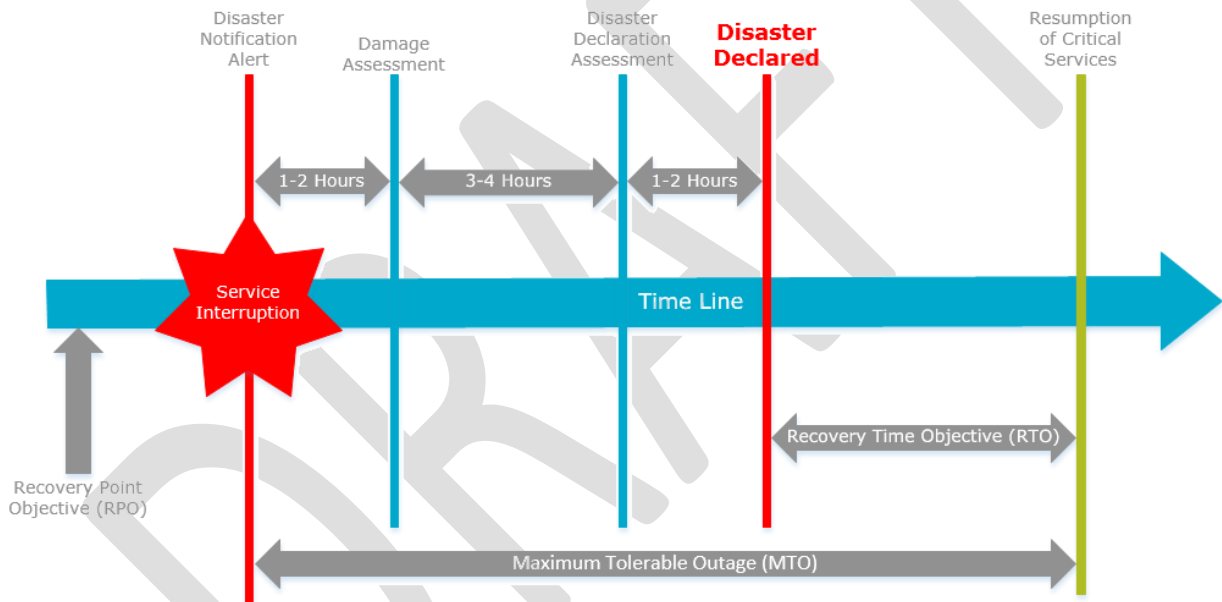 Disaster
Notification
Alert
Damage
Assessment
Disaster
Declaration
Assessment
Disaster
Declared
Resumption
of Critical
Services
1-2 Hours
3-4 Hours
1-2 Hours
Service
Interruption
Time Line
Recovery Time Objective (RTO)
Recovery Point
Objective (RPO)
Maximum Tolerable Outage (MTO)
DRAFT